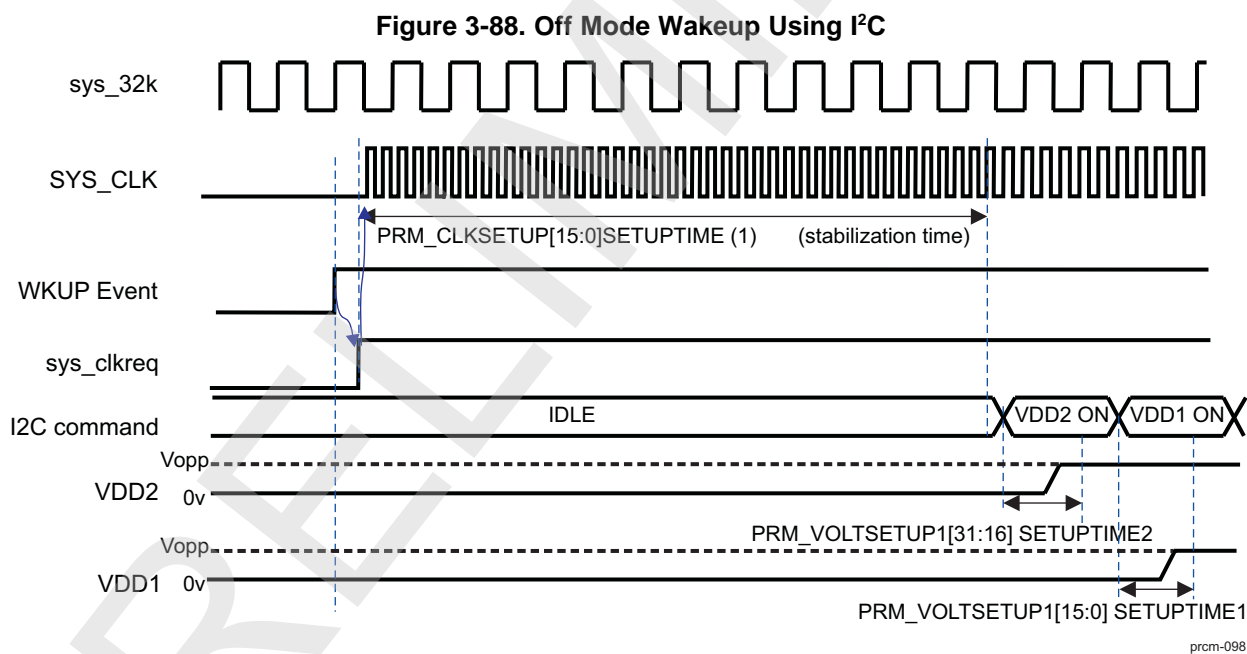 Figure 3-88. Off Mode Wakeup Using I²C
sys_32k
SYS_CLK
PRM_CLKSETUP[15:0]SETUPTIME (1) (stabilization time)
WKUP Event
sys_clkreq
I2C command
IDLE
VDD2 ON
VDD1 ON
Vopp
VDD2
0v
PRM_VOLTSETUP1[31:16] SETUPTIME2
Vopp
VDD1
0v
PRM_VOLTSETUP1[15:0] SETUPTIME1
prcm-098